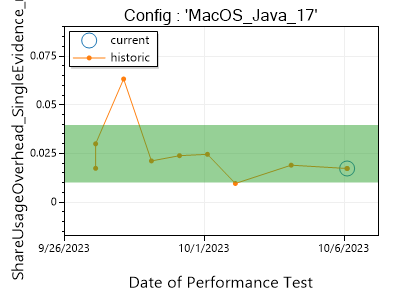 Config : 'MacOS_Java_17'
current
historic
ShareUsageOverhead_SingleEvidence_
0.075
0.05
0.025
0
9/26/2023
10/1/2023
10/6/2023
Date of Performance Test